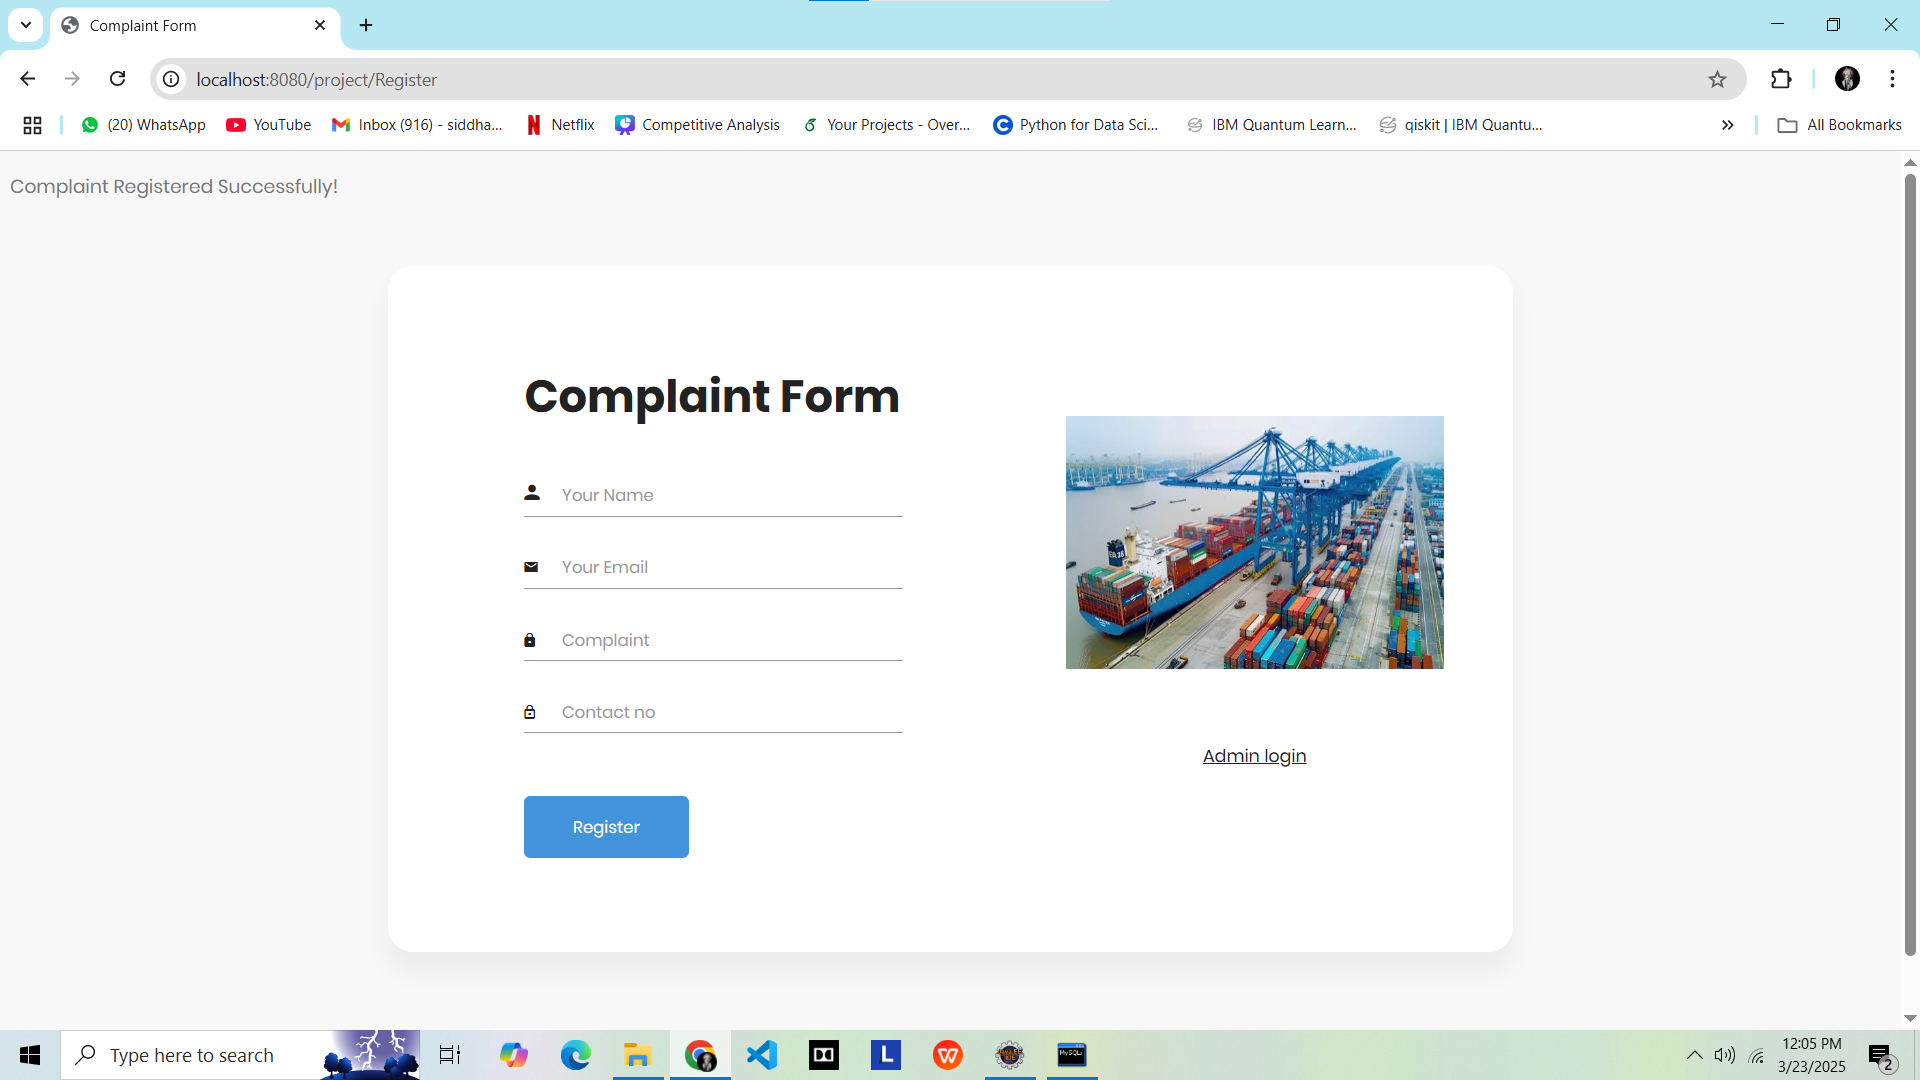 Complaint Form
localhost:8080/project/Register
(20) WhatsApp
YouTube
Inbox (916) - siddha...
Netflix
Competitive Analysis
Your Projects - Over...
Python for Data Sci...
IBM Quantum Learn...
qiskit | IBM Quantu...
All Bookmarks
Complaint Registered Successfully!
Complaint Form
Your Name
Your Email
Complaint
Contact no
Admin login
Register
Type here to search
L
W
MySQL
12:05 PM
3/23/2025
2